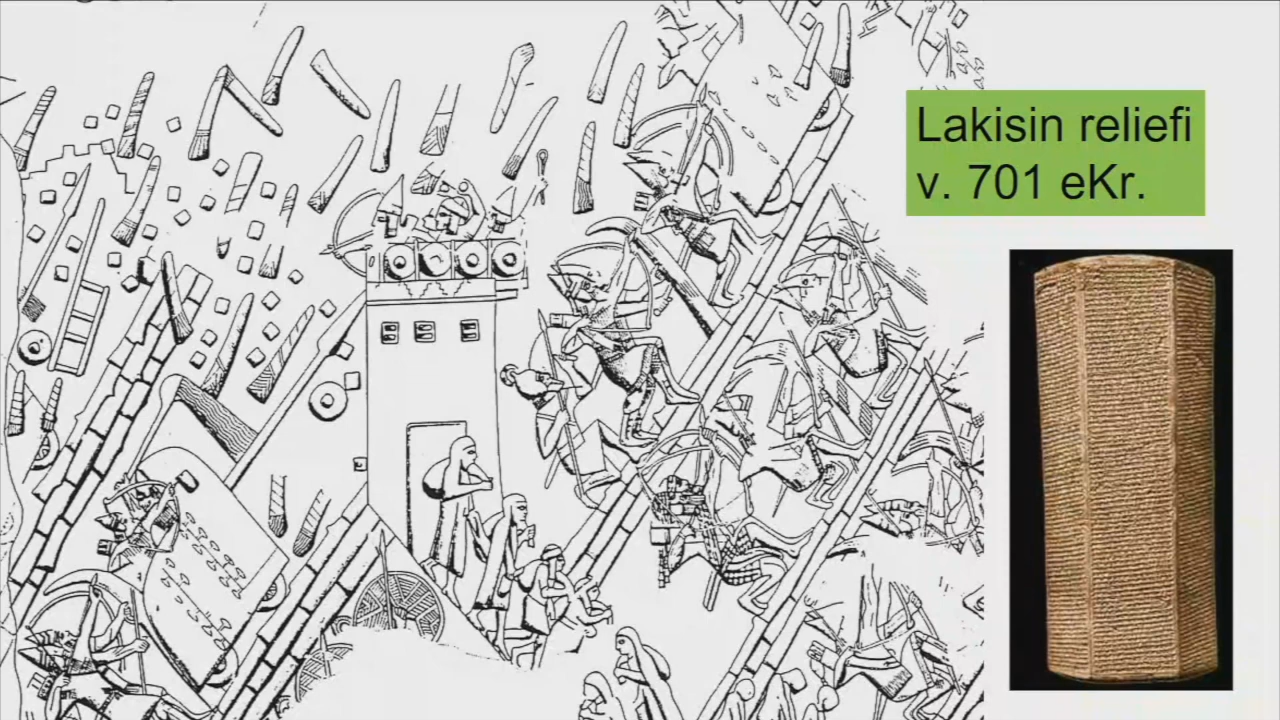 Lakisin reliefi
v. 701 eKr.